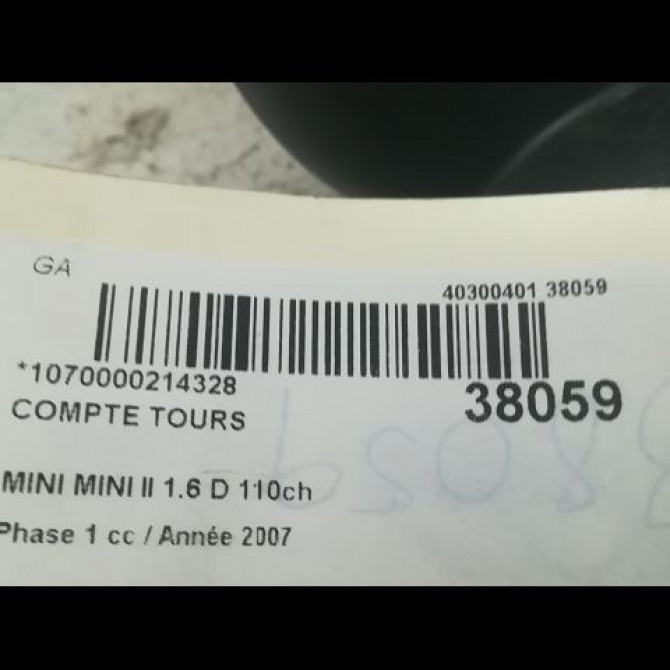 GA
40300401 38059
*1070000214328
38059
COMPTE TOURS
MINI MINI II 1.6 D 110ch
Phase 1 cc / Année 2007